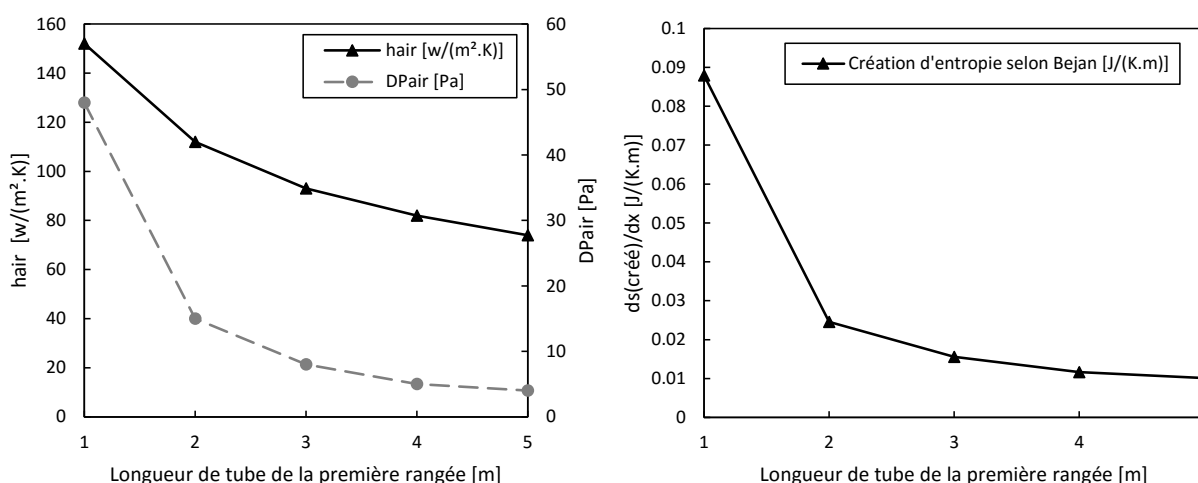 hair [w/(m².K)]
DPair [Pa]
160
140
120
100
80
60
40
20
0
hair [w/(m².K)]
60
50
40
30
20
10
0
DPair [Pa]
1 2 3 4 5
Longueur de tube de la première rangée [m]
Création d'entropie selon Bejan [J/(K.m)]
0.1
0.09
0.08
0.07
0.06
0.05
0.04
0.03
0.02
0.01
0
ds(créé)/dx [J/(K.m)]
1 2 3 4
Longueur de tube de la première rangée [m]